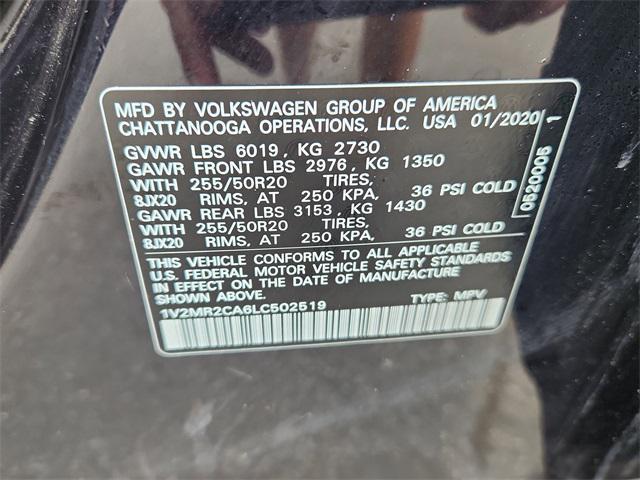 MFD BY VOLKSWAGEN GROUP OF AMERICA
CHATTANOOGA OPERATIONS, LLC. USA 01/2020
GVWR LBS 6019, KG 2730
GAWR FRONT LBS 2976, KG 1350
WITH 255/50R20 TIRES,
8JX20 RIMS, AT 250 KPA, 36 PSI COLD
GAWR REAR LBS 3153, KG 1430
WITH 255/50R20 TIRES,
8JX20 RIMS, AT 250 KPA, 36 PSI COLD
THIS VEHICLE CONFORMS TO ALL APPLICABLE
U.S. FEDERAL MOTOR VEHICLE SAFETY STANDARDS
IN EFFECT ON THE DATE OF MANUFACTURE
SHOWN ABOVE.
1V2MR2CA6LC502519 TYPE: MPV
0520006 1